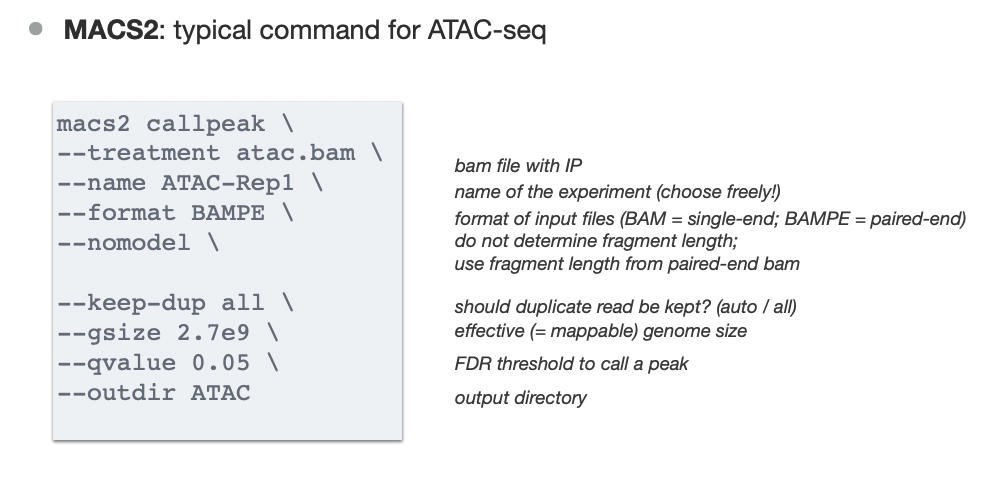 MACS2: typical command for ATAC-seq
macs2 callpeak \
--treatment atac.bam \
bam file with IP
--name ATAC-Rep1 \
name of the experiment (choose freely!)
--format BAMPE \
format of input files (BAM = single-end; BAMPE = paired-end)
--nomodel \
do not determine fragment length;
use fragment length from paired-end bam
--keep-dup all \
should duplicate read be kept? (auto / all)
--gsize 2.7e9 \
effective (= mappable) genome size
--qvalue 0.05 \
FDR threshold to call a peak
--outdir ATAC
output directory